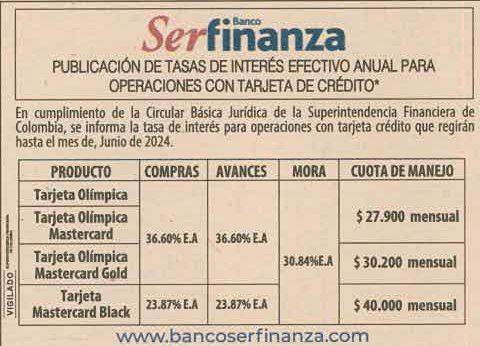 Banco
Serfinanza
PUBLICACIÓN DE TASAS DE INTERÉS EFECTIVO ANUAL PARA
OPERACIONES CON TARJETA DE CRÉDITO*
En cumplimiento de la Circular Básica Jurídica de la Superintendencia Financiera de
Colombia, se informa la tasa de interés para operaciones con tarjeta crédito que regirán
hasta el mes de, Junio de 2024.
PRODUCTO COMPRAS AVANCES MORA CUOTA DE MANEJO
Tarjeta Olímpica
Tarjeta Olímpica
Mastercard
$ 27.900 mensual
36.60% E.A 36.60% E.A
Tarjeta Olímpica
Mastercard Gold
30.84%E.A
$ 30.200 mensual
Tarjeta
Mastercard Black
23.87% E.A 23.87% E.A
$ 40.000 mensual
VIGILADO
www.bancoserfinanza.com